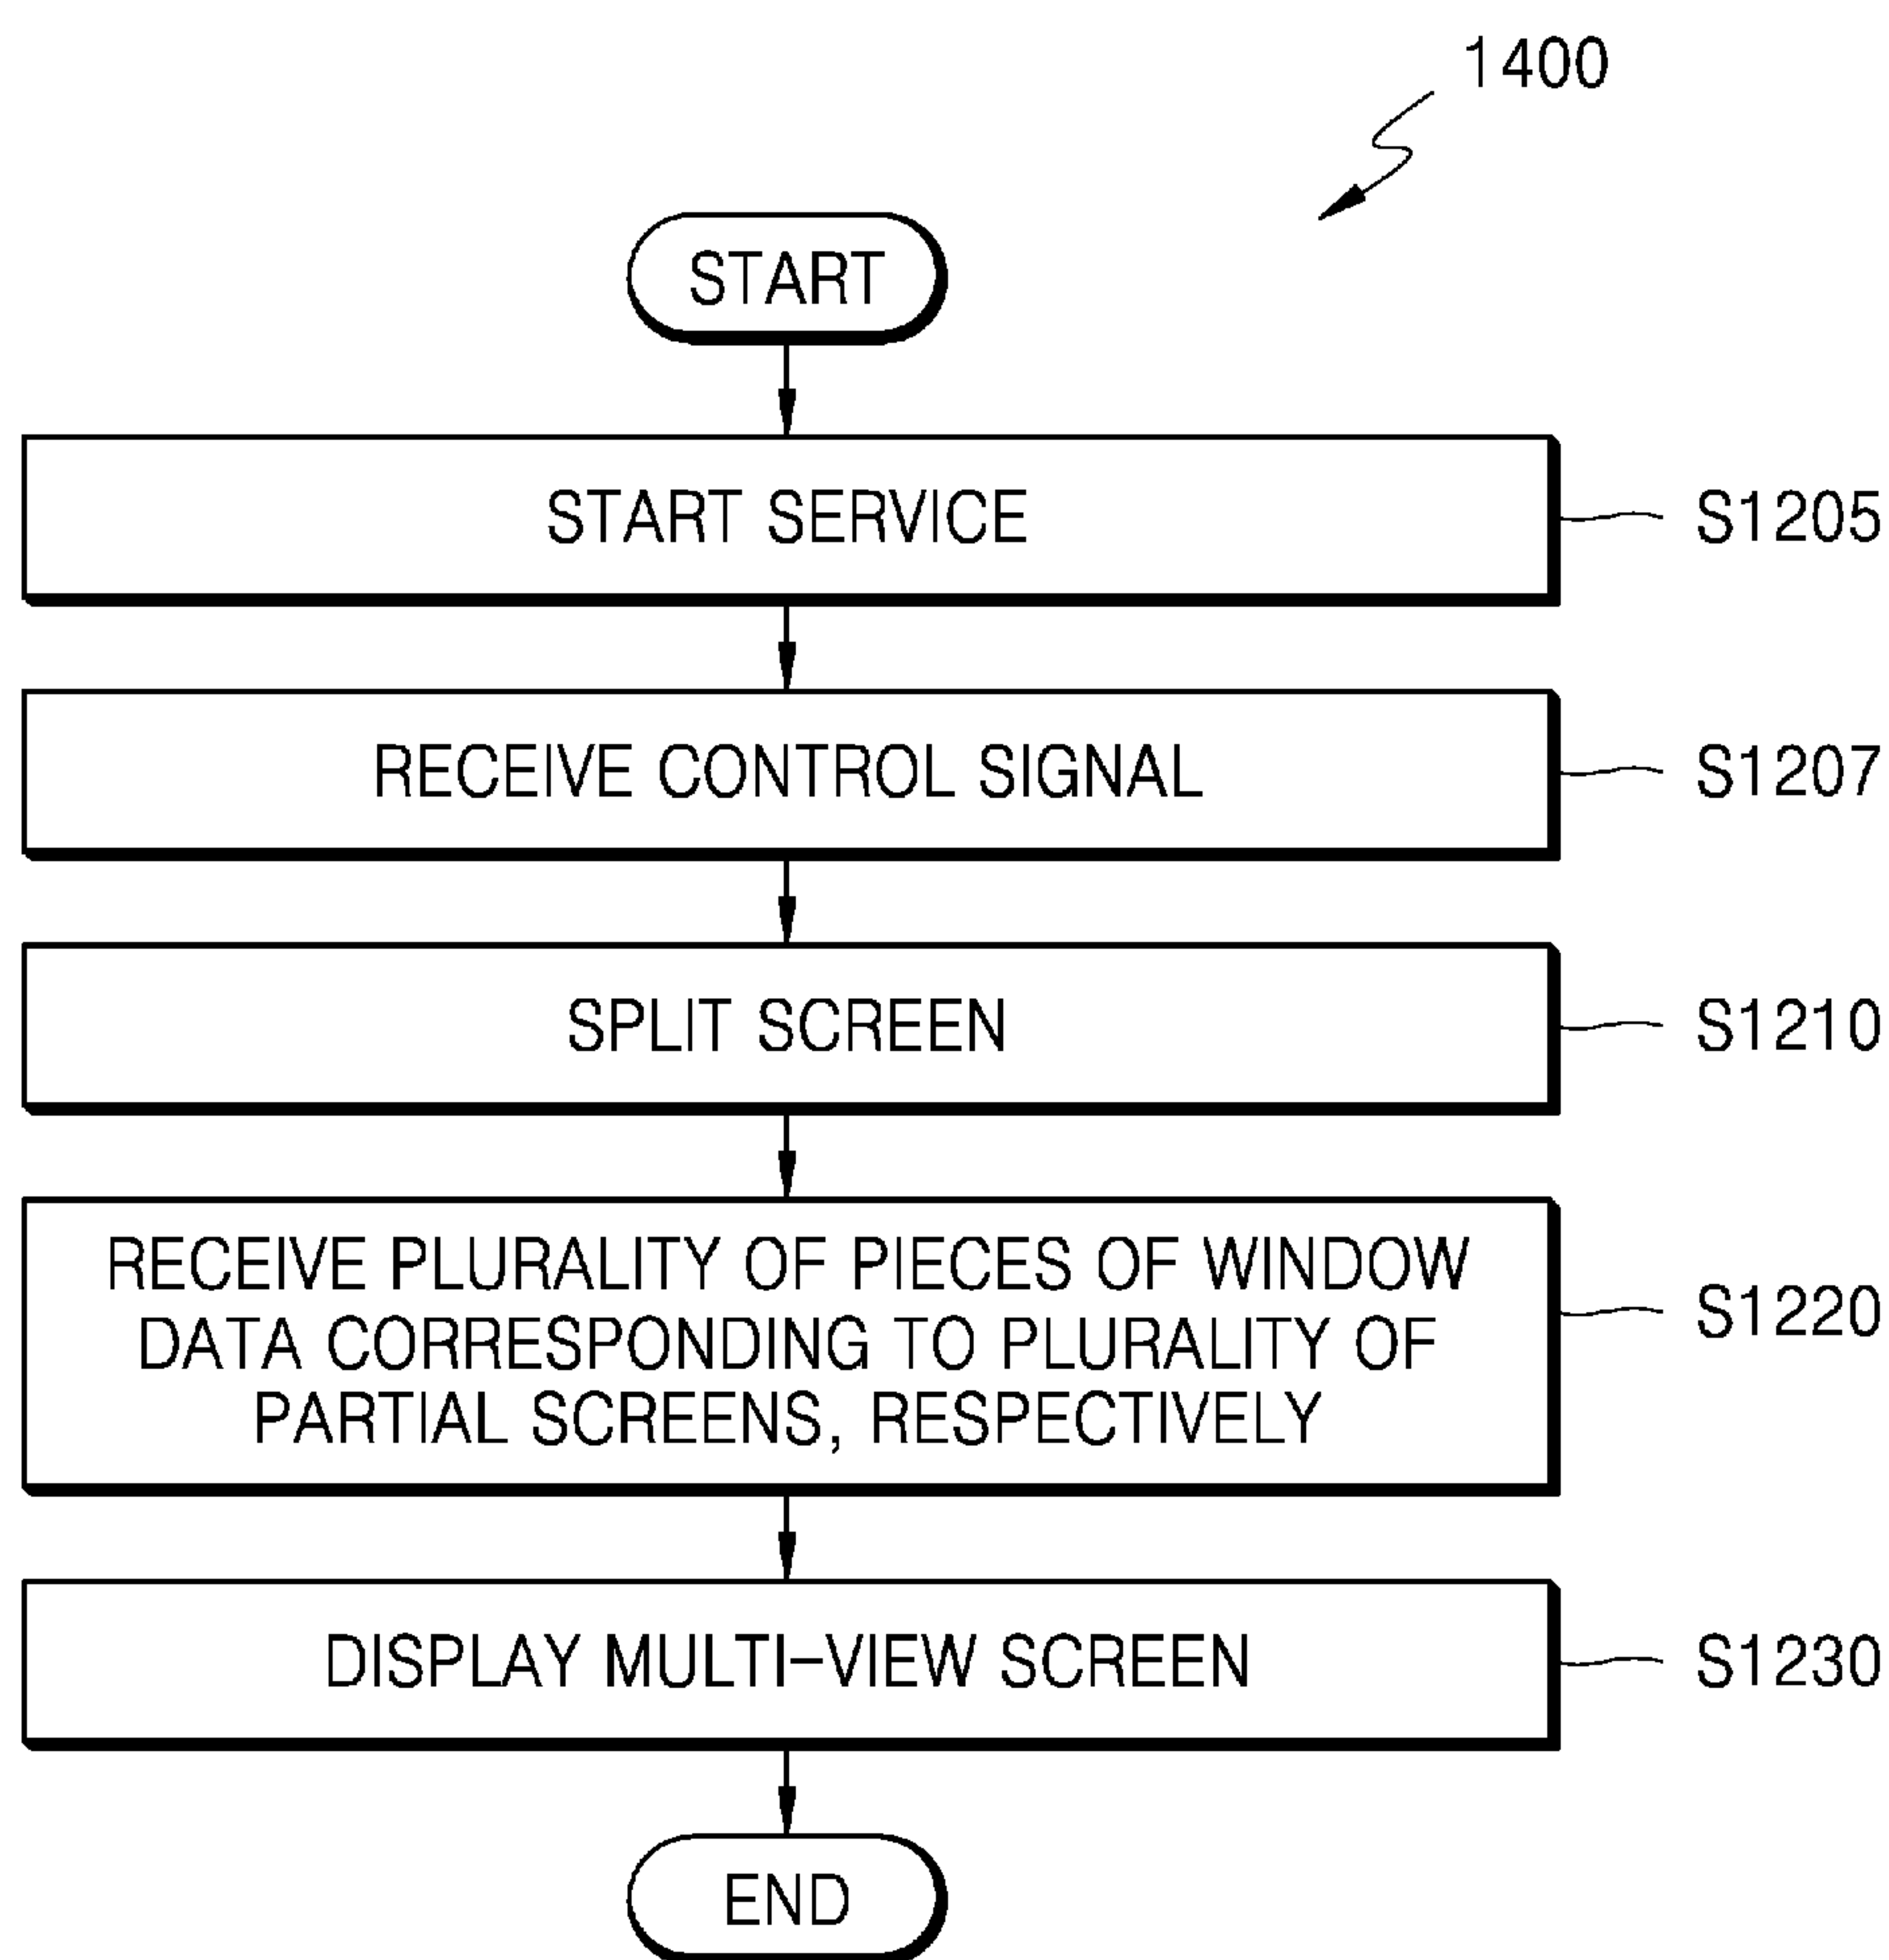 1400
START
START SERVICE
S1205
RECEIVE CONTROL SIGNAL
S1207
SPLIT SCREEN
S1210
RECEIVE PLURALITY OF PIECES OF WINDOW
DATA CORRESPONDING TO PLURALITY OF
PARTIAL SCREENS, RESPECTIVELY
S1220
DISPLAY MULTI-VIEW SCREEN
S1230
END